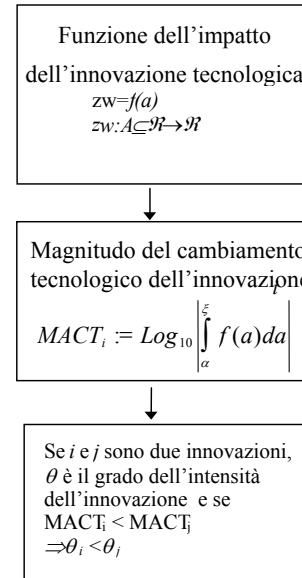 Funzione dell'impatto
dell'innovazione tecnologica
zw=f(a)
zw:A⊆ℜ→ℜ
Magnitudo del cambiamento
tecnologico dell'innovazione i
MACTᵢ := Log₁₀|∫_α^ξ f(a)da|
Se i e j sono due innovazioni,
θ è il grado dell'intensità
dell'innovazione e se
MACTᵢ < MACTⱼ
⇒θᵢ <θⱼ